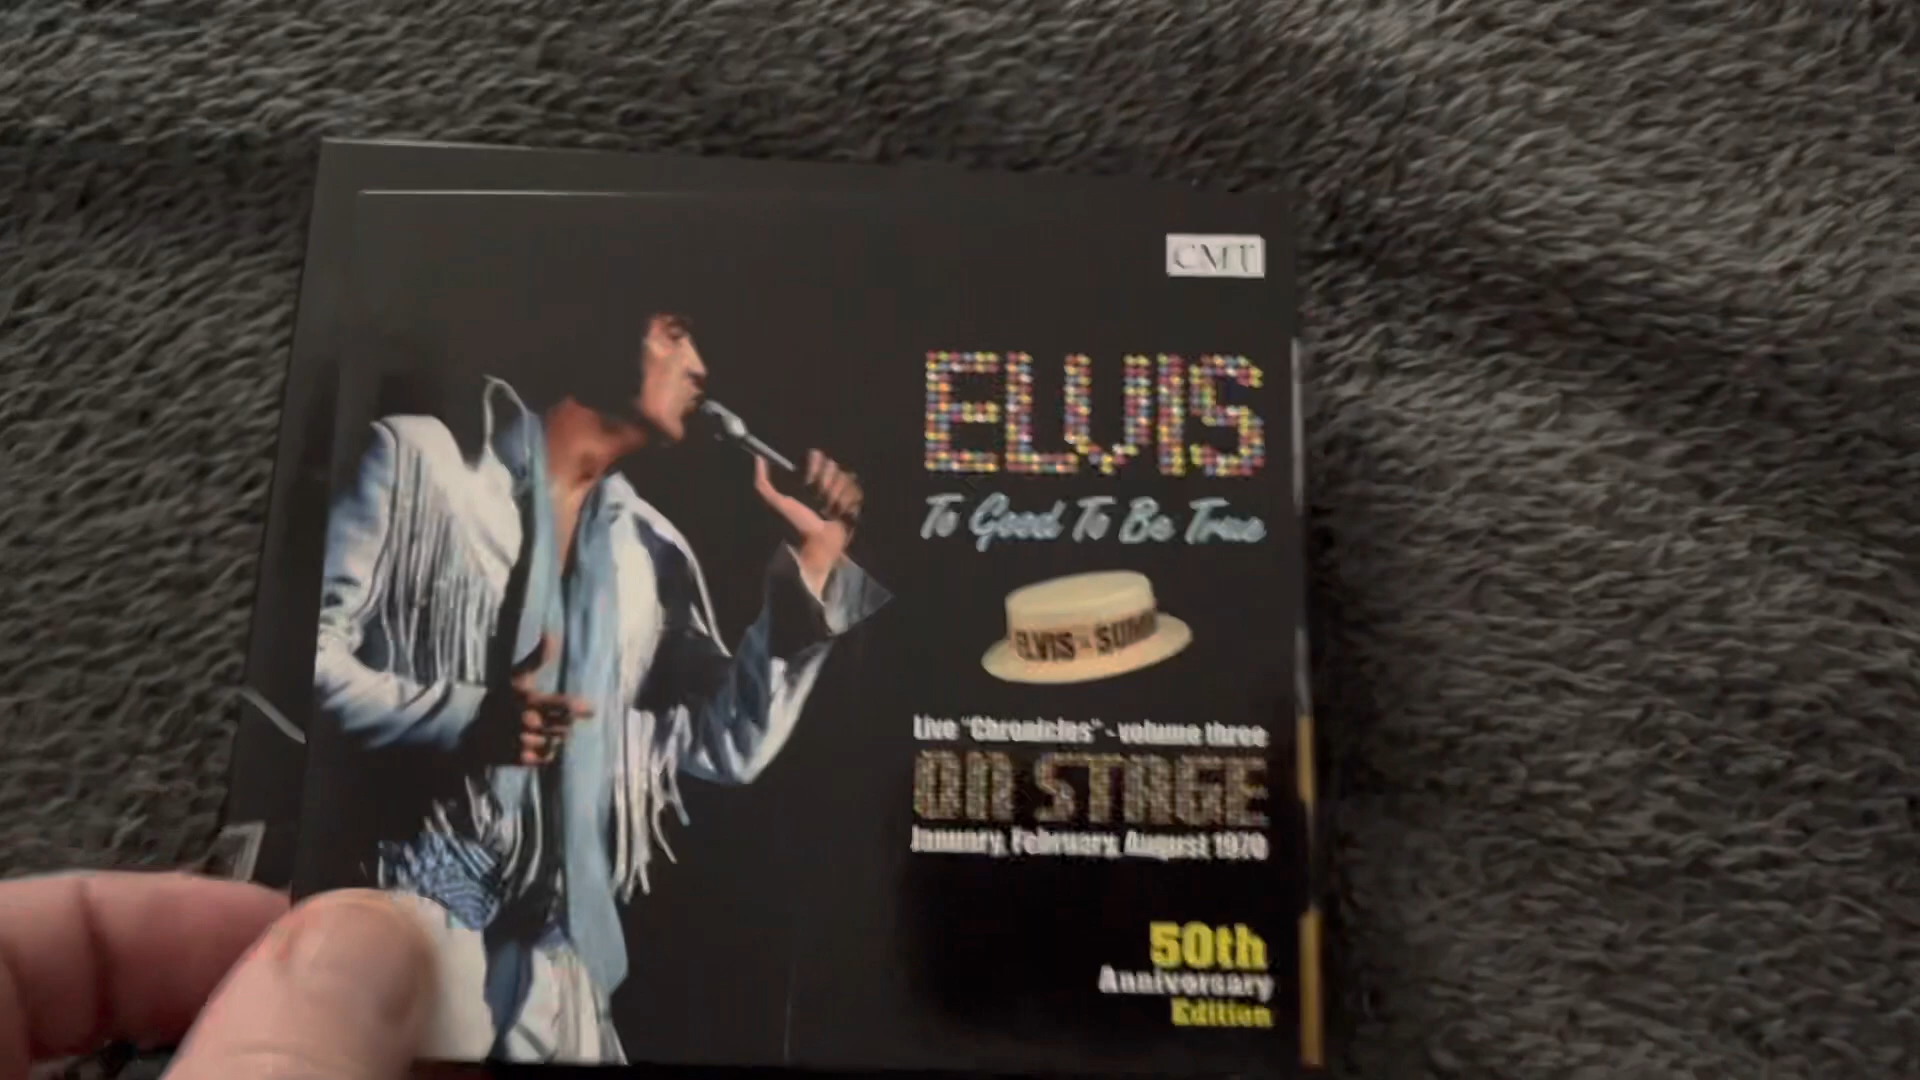 CMT
ELVIS
To Good To Be True
ELVIS - SUMM
Live "Chronicles" - volume three
ON STAGE
January, February, August 1970
50th
Anniversary
Edition